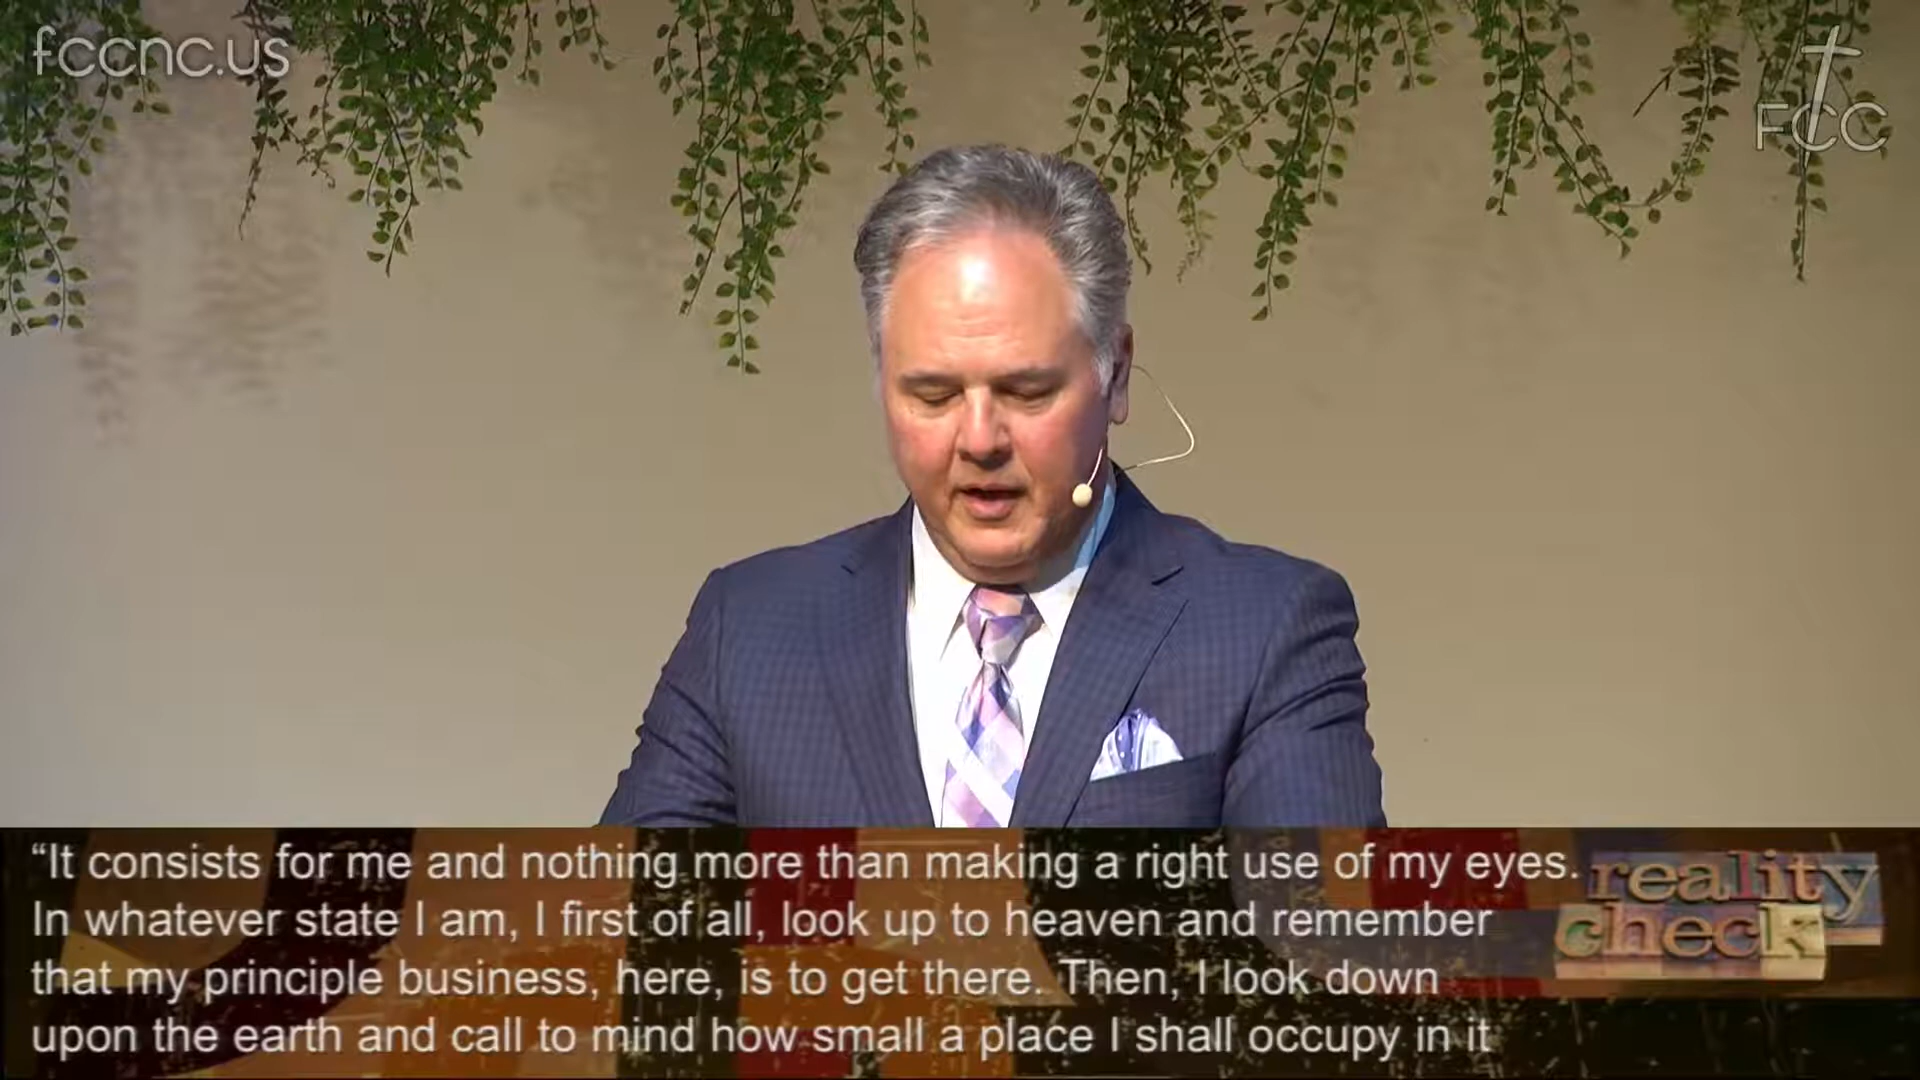 fccnc.us
FCC
“It consists for me and nothing more than making a right use of my eyes.
In whatever state I am, I first of all, look up to heaven and remember
that my principle business, here, is to get there. Then, I look down
upon the earth and call to mind how small a place I shall occupy in it
reality
check